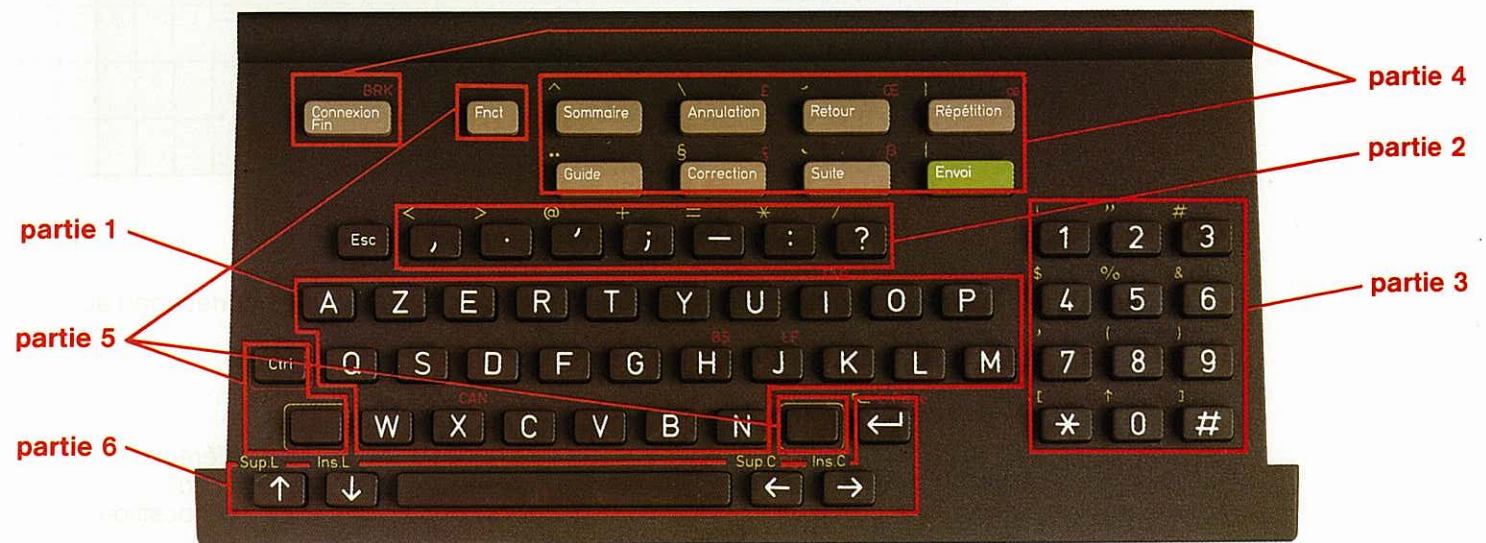 BRK
Connexion
Fin
Fnct
^ \ £ Œ œ
Sommaire Annulation Retour Répétition
partie 4
§
Guide Correction Suite Envoi
partie 2
< > @ + = * /
Esc , . ' ; — : ?
" #
1 2 3
partie 1
$ % &
A Z E R T Y U I O P
4 5 6
partie 3
partie 5
BS LF
' ( )
Ctrl Q S D F G H J K L M
7 8 9
CAN
[ ↑ ]
W X C V B N ↵
* 0 #
partie 6
Sup.L Ins.L Sup.C Ins.C
↑ ↓ ← →